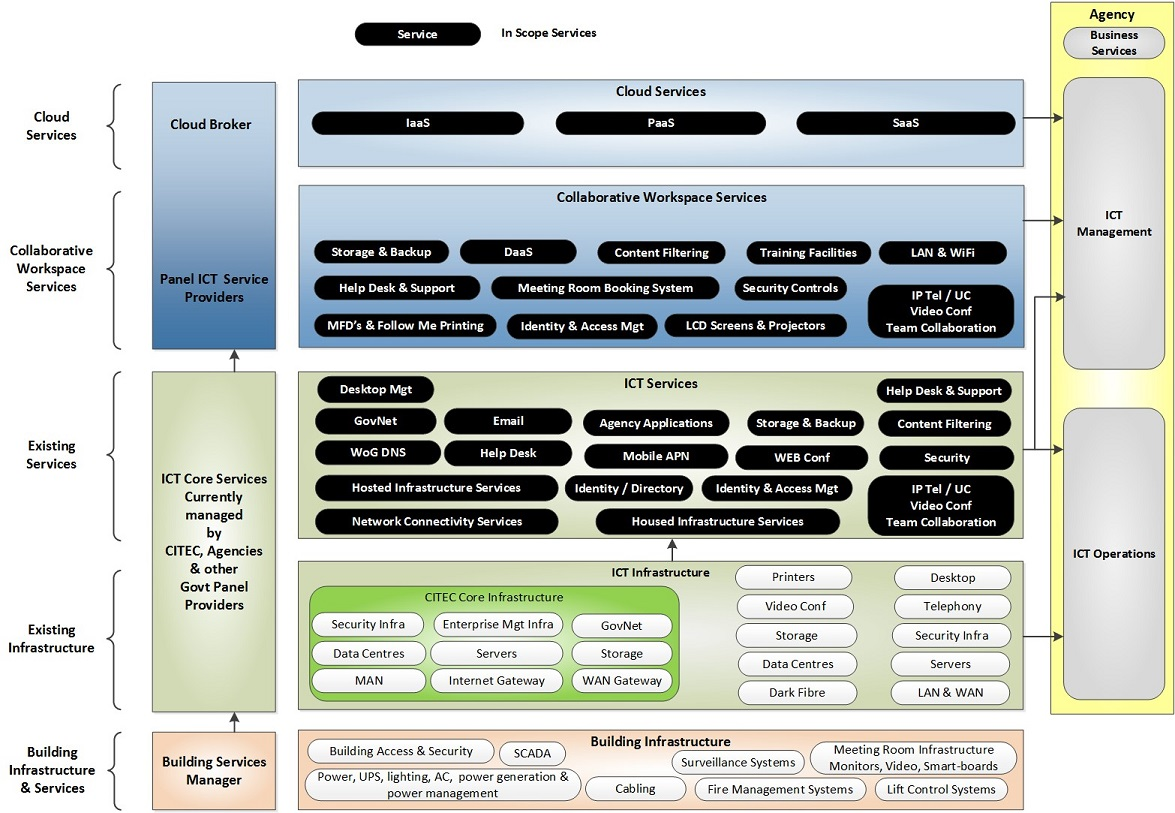 Service
In Scope Services
Agency
Business
Services
ICT
Management
ICT Operations
Cloud
Services
Cloud Broker
Cloud Services
IaaS
PaaS
SaaS
Collaborative
Workspace
Services
Panel ICT Service
Providers
Collaborative Workspace Services
Storage & Backup
DaaS
Content Filtering
Training Facilities
LAN & WiFi
Help Desk & Support
Meeting Room Booking System
Security Controls
IP Tel / UC
Video Conf
Team Collaboration
MFD's & Follow Me Printing
Identity & Access Mgt
LCD Screens & Projectors
Existing
Services
ICT Core Services
Currently
managed
by
CITEC, Agencies
& other
Govt Panel
Providers
ICT Services
Desktop Mgt
Help Desk & Support
GovNet
Email
Agency Applications
Storage & Backup
Content Filtering
WoG DNS
Help Desk
Mobile APN
WEB Conf
Security
Hosted Infrastructure Services
Identity / Directory
Identity & Access Mgt
IP Tel / UC
Video Conf
Team Collaboration
Network Connectivity Services
Housed Infrastructure Services
Existing
Infrastructure
ICT Infrastructure
CITEC Core Infrastructure
Security Infra
Enterprise Mgt Infra
GovNet
Data Centres
Servers
Storage
MAN
Internet Gateway
WAN Gateway
Printers
Desktop
Video Conf
Telephony
Storage
Security Infra
Data Centres
Servers
Dark Fibre
LAN & WAN
Building
Infrastructure
& Services
Building Services
Manager
Building Infrastructure
Building Access & Security
SCADA
Surveillance Systems
Meeting Room Infrastructure
Monitors, Video, Smart-boards
Power, UPS, lighting, AC, power generation &
power management
Cabling
Fire Management Systems
Lift Control Systems